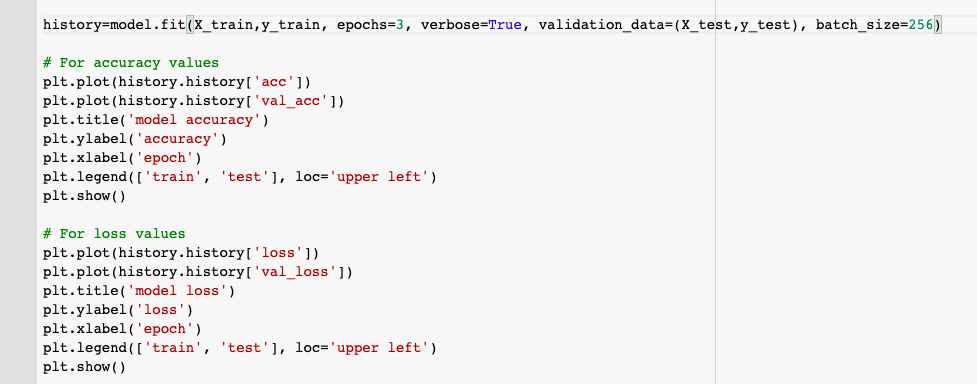 history=model.fit(X_train,y_train, epochs=3, verbose=True, validation_data=(X_test,y_test), batch_size=256)
# For accuracy values
plt.plot(history.history['acc'])
plt.plot(history.history['val_acc'])
plt.title('model accuracy')
plt.ylabel('accuracy')
plt.xlabel('epoch')
plt.legend(['train', 'test'], loc='upper left')
plt.show()
# For loss values
plt.plot(history.history['loss'])
plt.plot(history.history['val_loss'])
plt.title('model loss')
plt.ylabel('loss')
plt.xlabel('epoch')
plt.legend(['train', 'test'], loc='upper left')
plt.show()